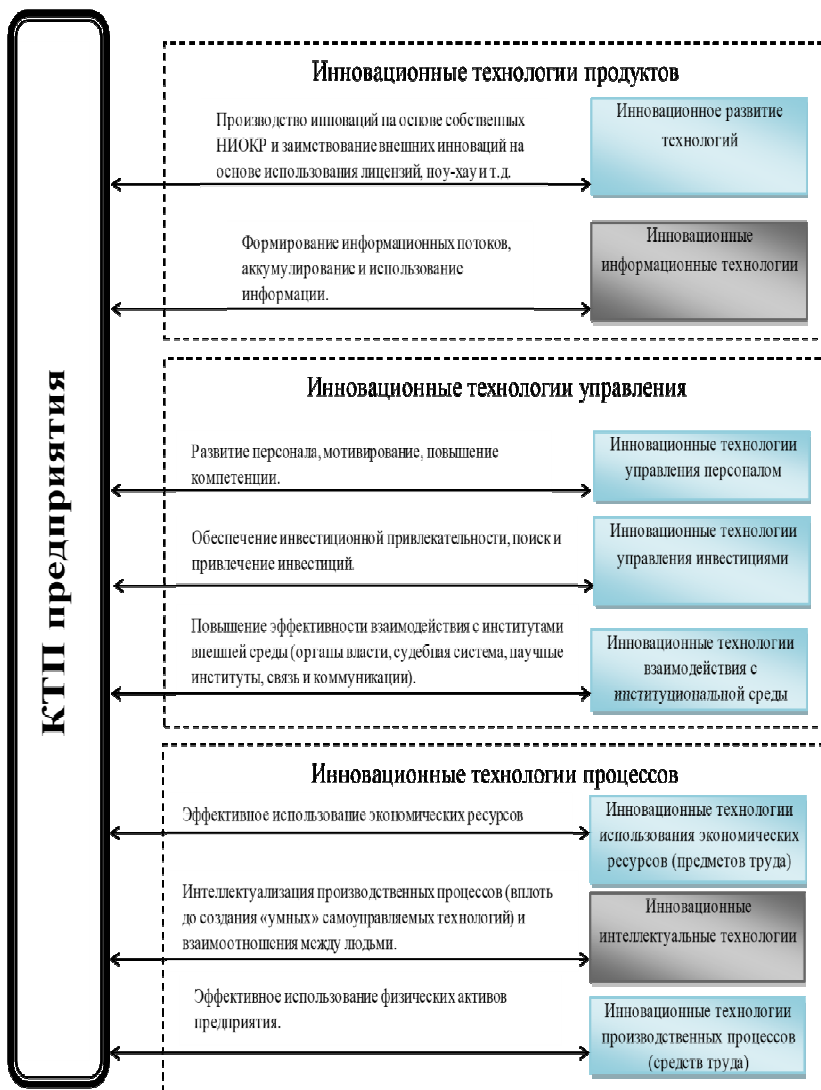 КТП предприятия
Инновационные технологии продуктов
Производство инноваций на основе собственных
НИОКР и заимствование внешних инноваций на
основе использования лицензий, ноу-хау и т.д.
Инновационное развитие
технологий
Формирование информационных потоков,
аккумулирование и использование
информации.
Инновационные
информационные технологии
Инновационные технологии управления
Развитие персонала, мотивирование, повышение
компетенции.
Инновационные технологии
управления персоналом
Обеспечение инвестиционной привлекательности, поиск и
привлечение инвестиций.
Инновационные технологии
управления инвестициями
Повышение эффективности взаимодействия с институтами
внешней среды (органы власти, судебная система, научные
институты, связь и коммуникации).
Инновационные технологии
взаимодействия с
институциональной среды
Инновационные технологии процессов
Эффективное использование экономических ресурсов
Инновационные технологии
использования экономических
ресурсов (предметов труда)
Интеллектуализация производственных процессов (вплоть
до создания «умных» самоуправляемых технологий) и
взаимоотношения между людьми.
Инновационные
интеллектуальные технологии
Эффективное использование физических активов
предприятия.
Инновационные технологии
производственных процессов
(средств труда)